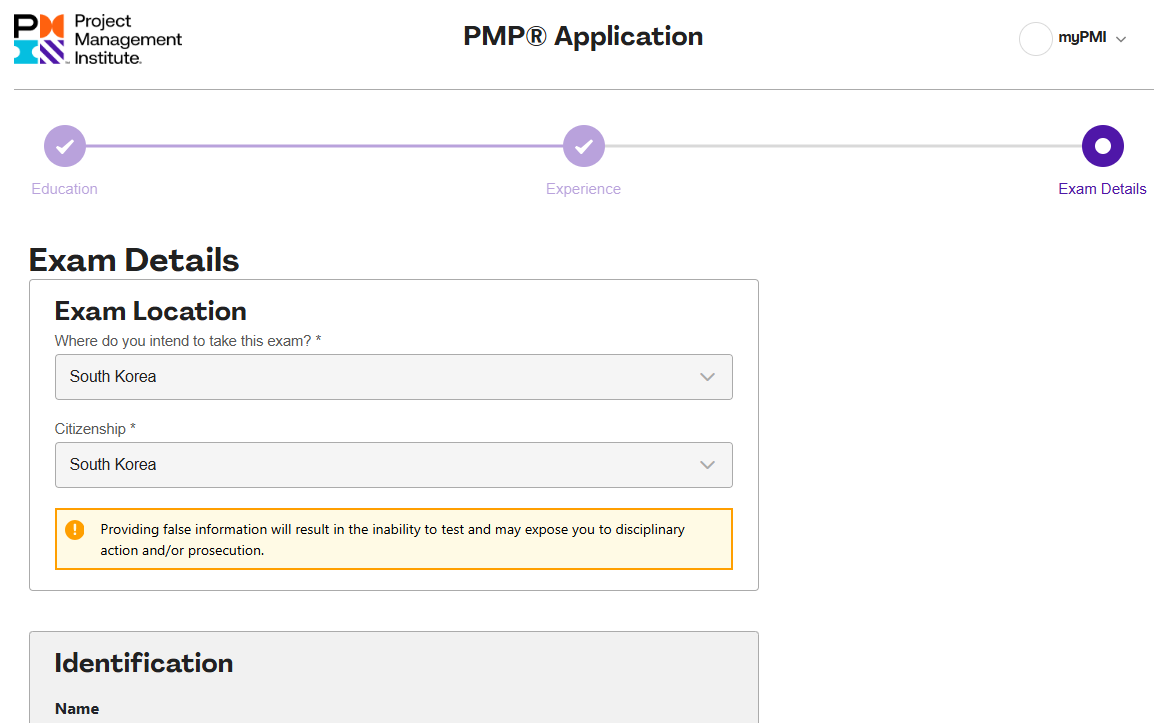 Project
Management
Institute.
PMP® Application
myPMI
Education
Experience
Exam Details
Exam Details
Exam Location
Where do you intend to take this exam? *
South Korea
Citizenship *
South Korea
Providing false information will result in the inability to test and may expose you to disciplinary
action and/or prosecution.
Identification
Name